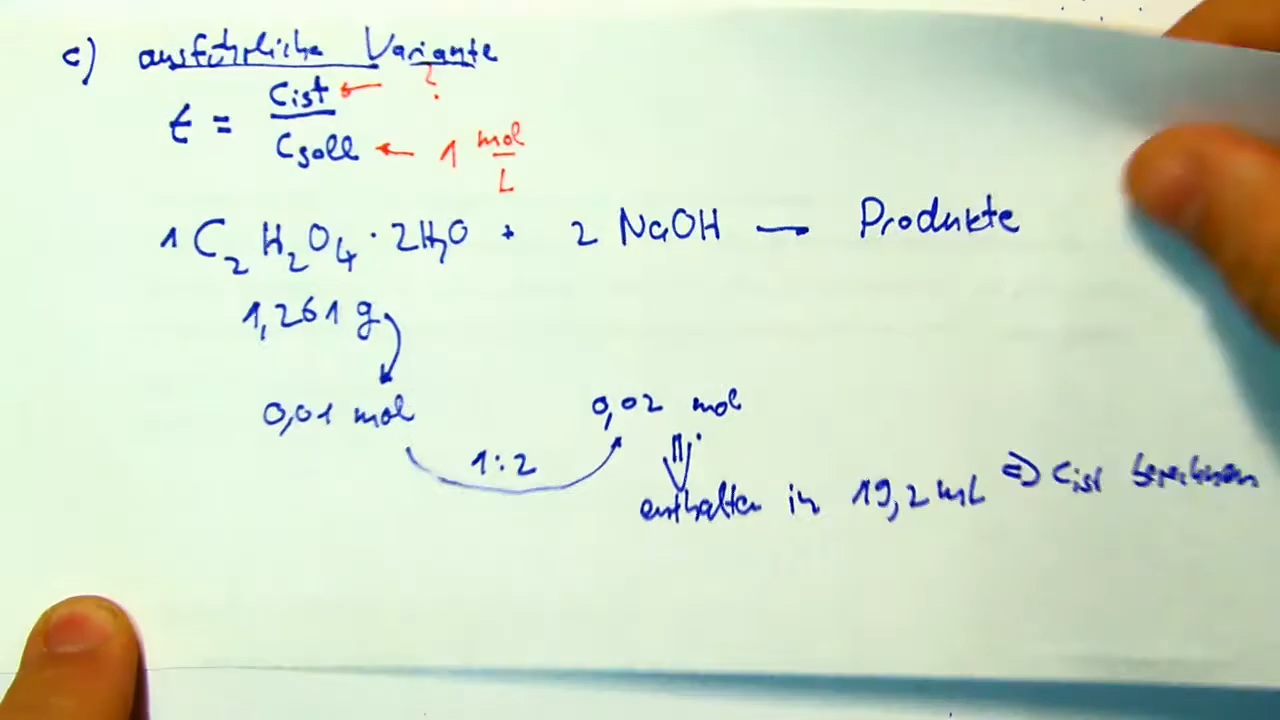 c) ausführliche Variante
t = Cist / Csoll ← ?
← 1 mol/L
1 C₂H₂O₄ · 2H₂O + 2 NaOH → Produkte
1,261 g
0,01 mol 0,02 mol
1:2
enthalten in 19,2 mL ⇒ Cist berechnen